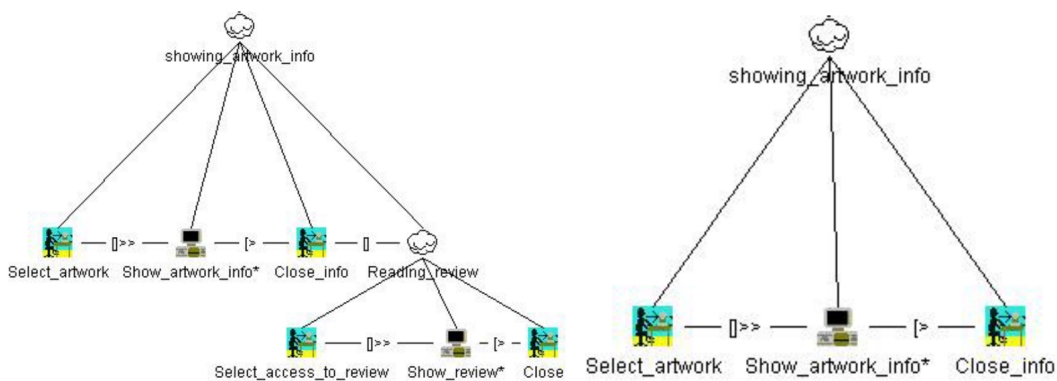 showing_artwork_info
[]>> [> []
Select_artwork Show_artwork_info* Close_info Reading_review
[]>> [>
Select_access_to_review Show_review* Close
showing_artwork_info
[]>> [>
Select_artwork Show_artwork_info* Close_info